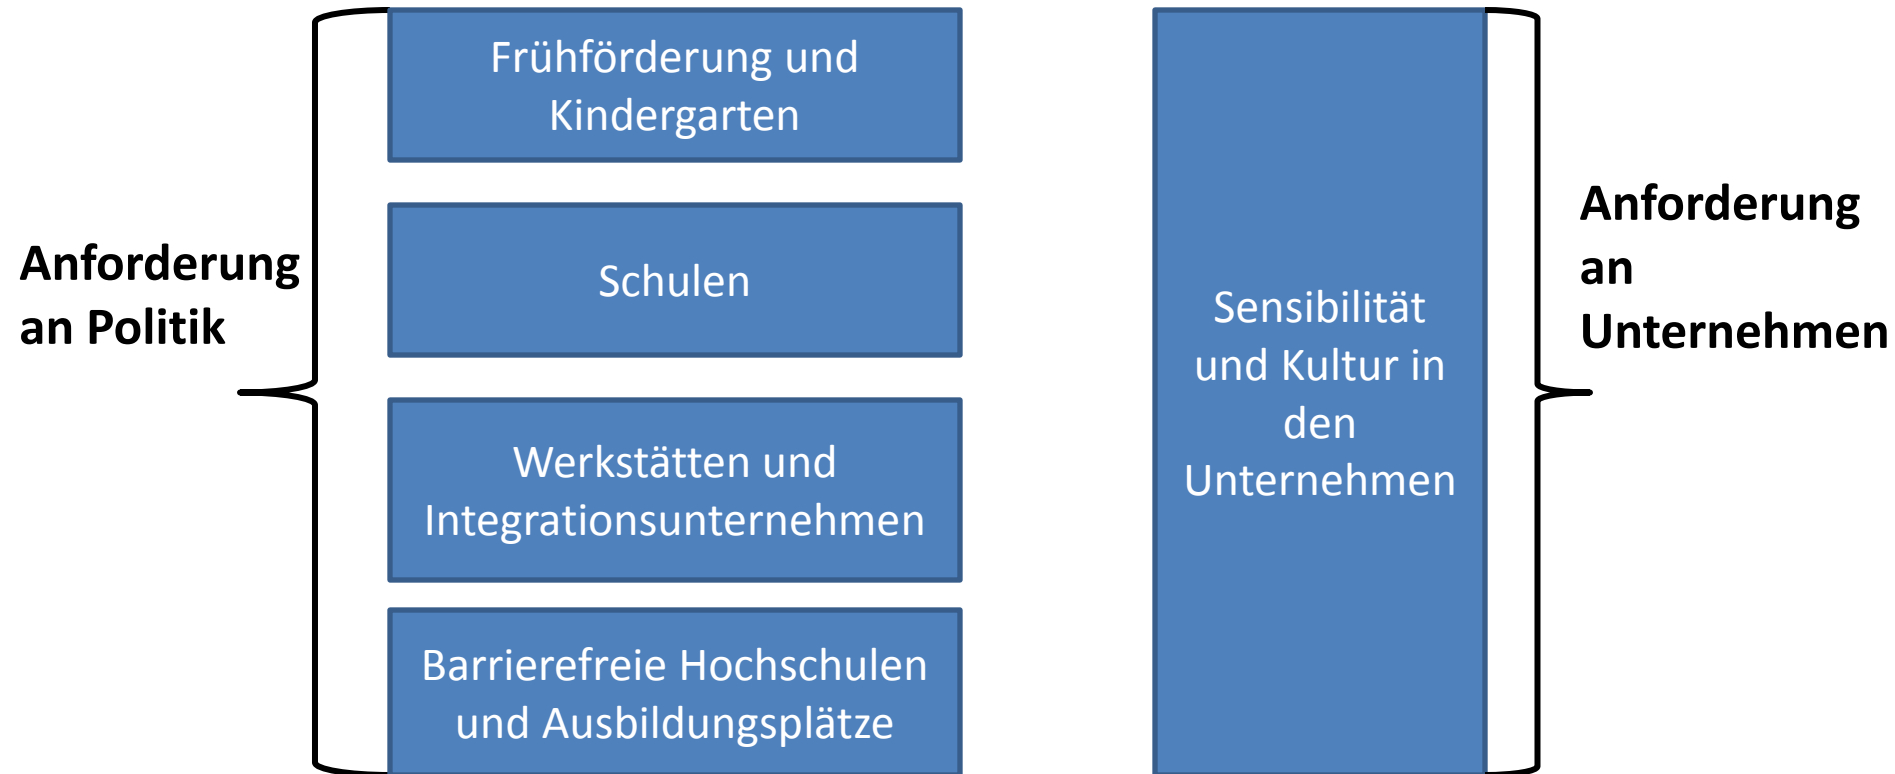 Anforderung
an Politik
Frühförderung und
Kindergarten
Schulen
Werkstätten und
Integrationsunternehmen
Barrierefreie Hochschulen
und Ausbildungsplätze
Sensibilität
und Kultur in
den
Unternehmen
Anforderung
an
Unternehmen